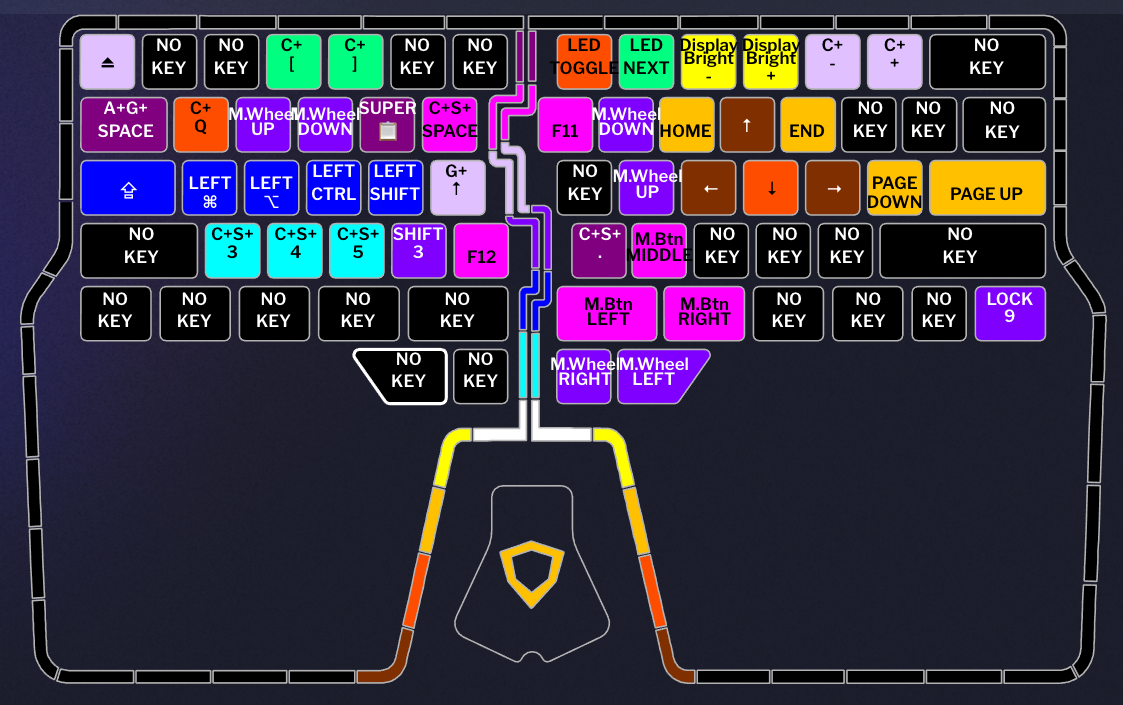 ⏏ NO KEY NO KEY C+ [ C+ ] NO KEY NO KEY LED TOGGLE LED NEXT Display Bright - Display Bright + C+ - C+ + NO KEY
A+G+ SPACE C+ Q M.Wheel UP M.Wheel DOWN SUPER 📋 C+S+ SPACE F11 M.Wheel DOWN HOME ↑ END NO KEY NO KEY NO KEY
⇪ LEFT ⌘ LEFT ⌥ LEFT CTRL LEFT SHIFT G+ ↑ NO KEY M.Wheel UP ← ↓ → PAGE DOWN PAGE UP
NO KEY C+S+ 3 C+S+ 4 C+S+ 5 SHIFT 3 F12 C+S+ . M.Btn MIDDLE NO KEY NO KEY NO KEY NO KEY
NO KEY NO KEY NO KEY NO KEY NO KEY M.Btn LEFT M.Btn RIGHT NO KEY NO KEY NO KEY LOCK 9
NO KEY NO KEY M.Wheel RIGHT M.Wheel LEFT